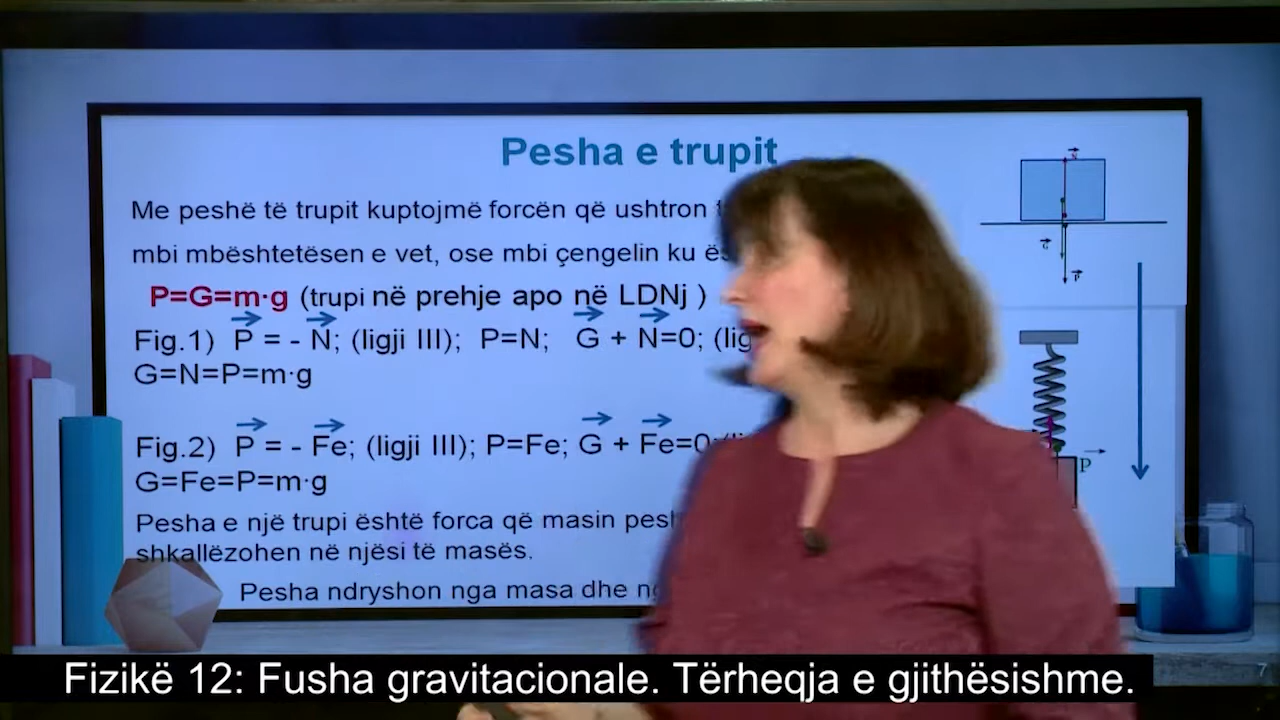 Pesha e trupit
Me peshë të trupit kuptojmë forcën që ushtron
mbi mbështetësen e vet, ose mbi çengelin ku
P=G=m·g (trupi në prehje apo në LDNj )
Fig.1) P = - N; (ligji III); P=N; G + N=0;
G=N=P=m·g
Fig.2) P = - Fe; (ligji III); P=Fe; G + Fe=0
G=Fe=P=m·g
Pesha e një trupi është forca që masin
shkallëzohen në njësi të masës.
Pesha ndryshon nga masa dhe
G
P
P
Fizikë 12: Fusha gravitacionale. Tërheqja e gjithësishme.
7